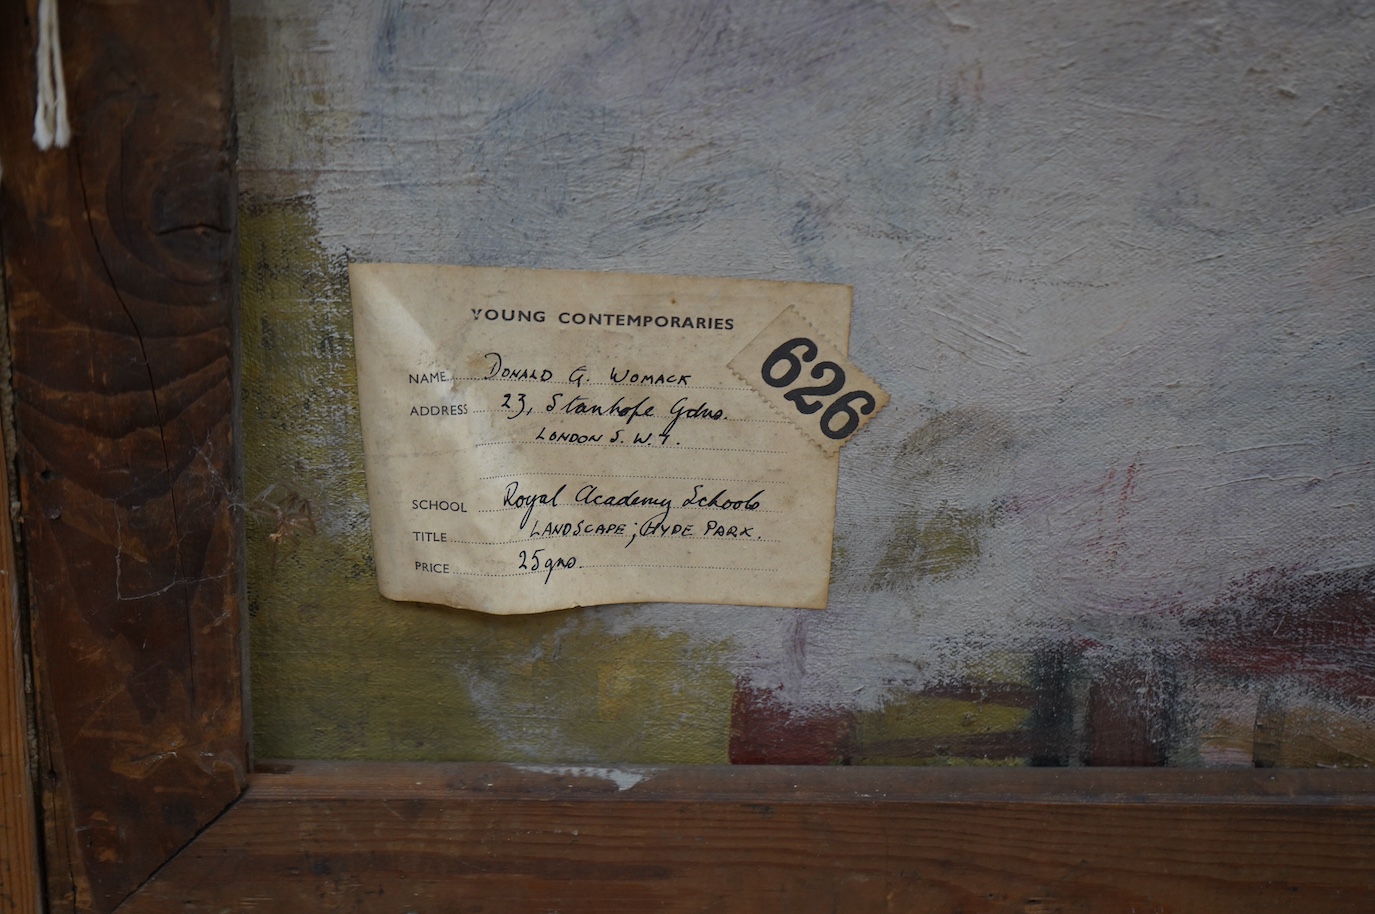 YOUNG CONTEMPORARIES
626
NAME Donald G. Womack
ADDRESS 23, Stanhope Gdns.
LONDON S.W.7.
SCHOOL Royal Academy Schools
TITLE LANDSCAPE; HYDE PARK.
PRICE 25gns.